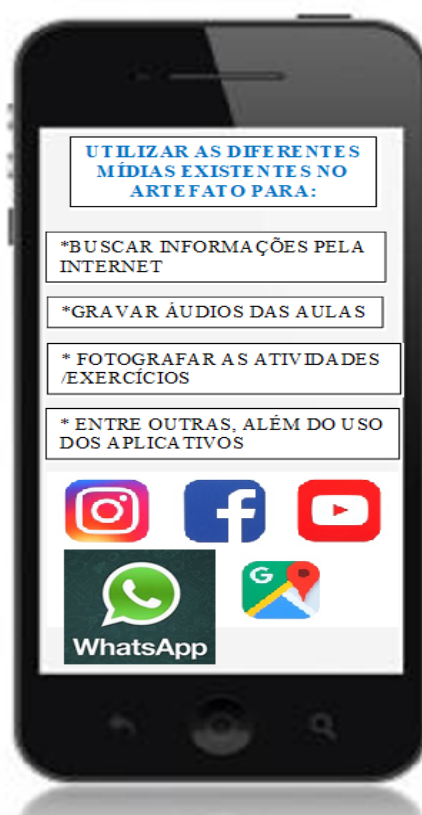 UTILIZAR AS DIFERENTES
MÍDIAS EXISTENTES NO
ARTEFATO PARA:
*BUSCAR INFORMAÇÕES PELA
INTERNET
*GRAVAR ÁUDIOS DAS AULAS
* FOTOGRAFAR AS ATIVIDADES
/EXERCÍCIOS
* ENTRE OUTRAS, ALÉM DO USO
DOS APLICATIVOS
f
G
WhatsApp